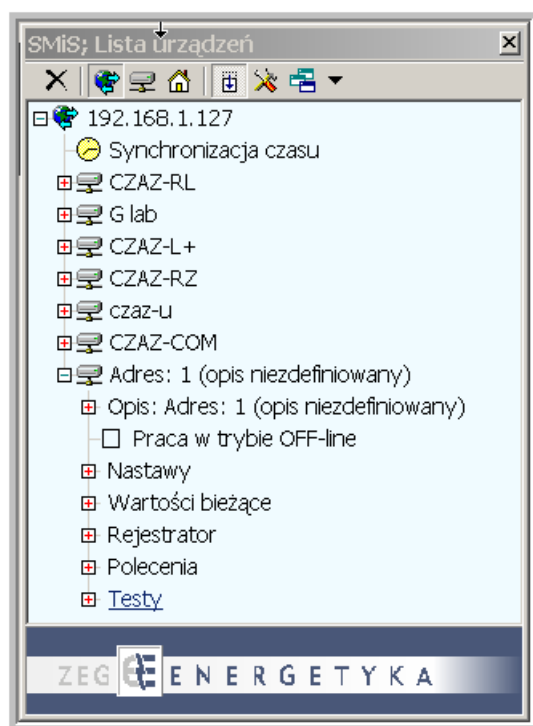 SMiS; Lista urządzeń
192.168.1.127
Synchronizacja czasu
CZAZ-RL
G lab
CZAZ-L+
CZAZ-RZ
czaz-u
CZAZ-COM
Adres: 1 (opis niezdefiniowany)
Opis: Adres: 1 (opis niezdefiniowany)
Praca w trybie OFF-line
Nastawy
Wartości bieżące
Rejestrator
Polecenia
Testy
ZEG ENERGETYKA